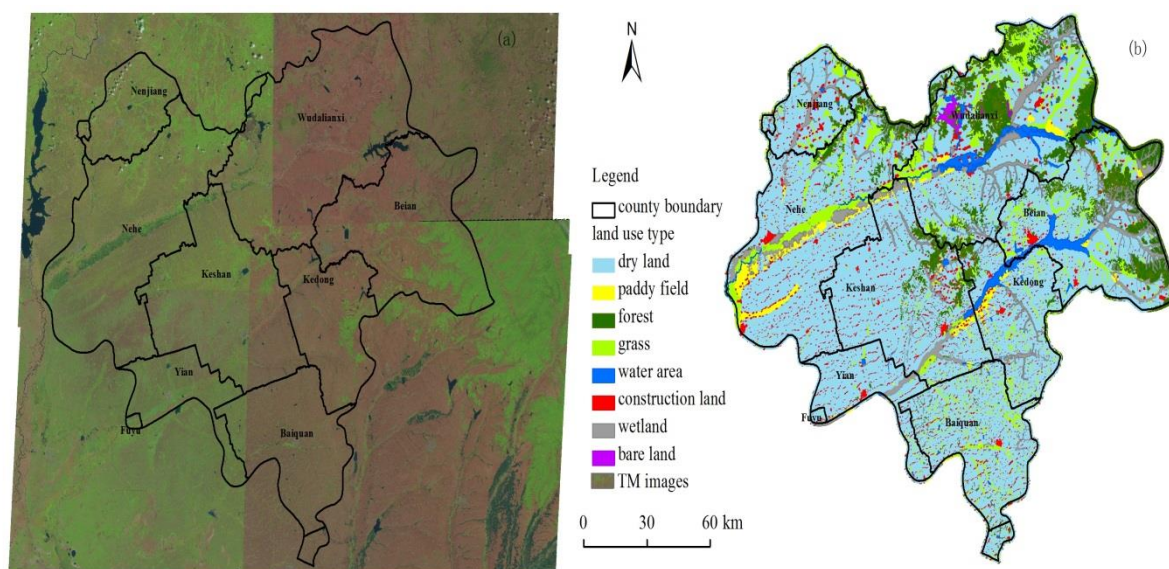 (a)
Nenjiang
Wudalianxi
Beian
Nehe
Keshan
Kedong
Yian
Fuyu
Baiquan
N
Legend
county boundary
land use type
dry land
paddy field
forest
grass
water area
construction land
wetland
bare land
TM images
0 30 60 km
(b)
Nenjiang
Wudalianxi
Nehe
Beian
Keshan
Kedong
Yian
Fuyu
Baiquan